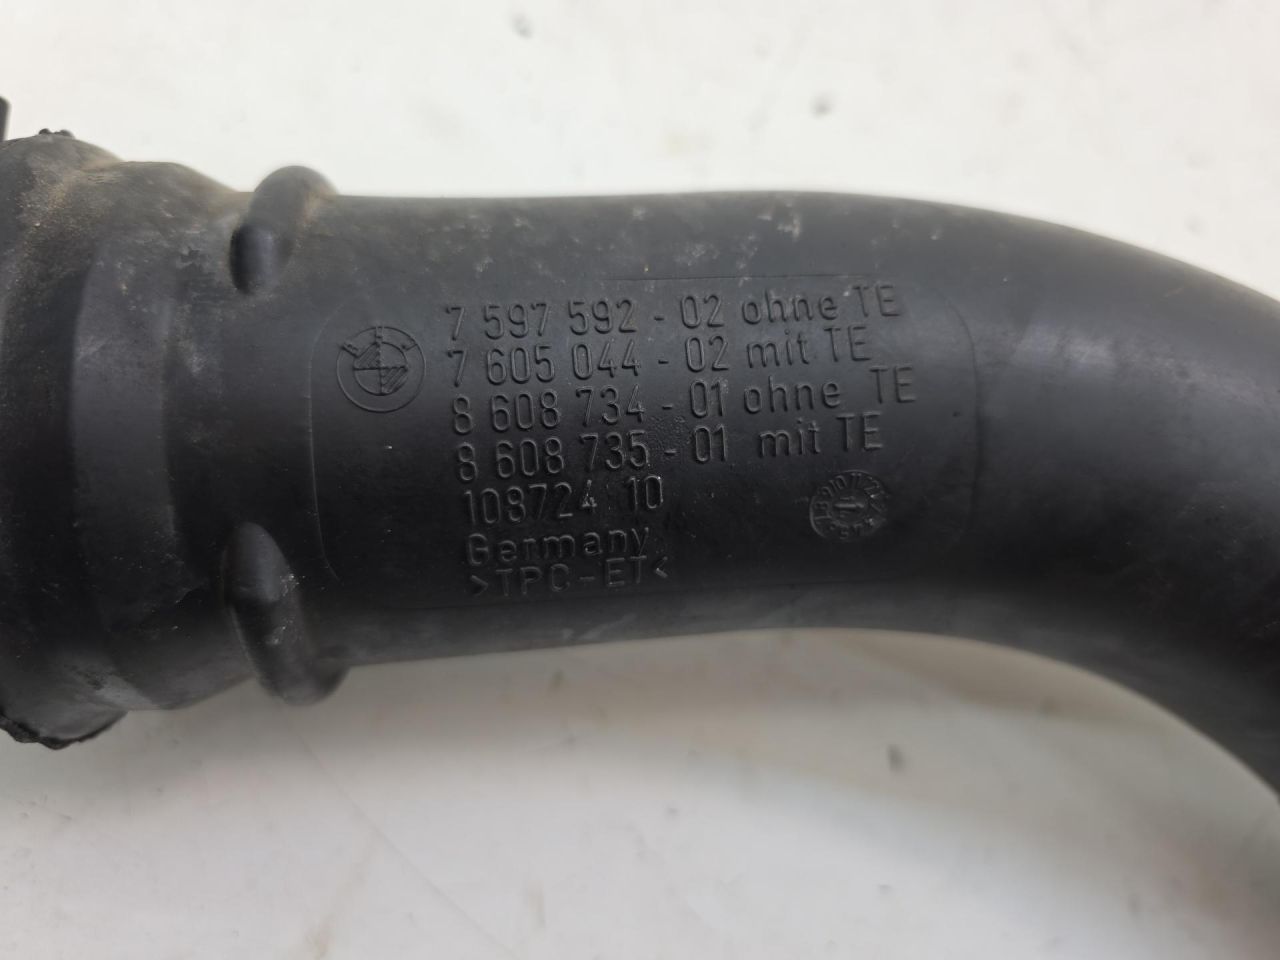 7 597 592 - 02 ohne TE
7 605 044 - 02 mit TE
8 608 734 - 01 ohne TE
8 608 735 - 01 mit TE
108724 10
Germany
>TPC-ET<